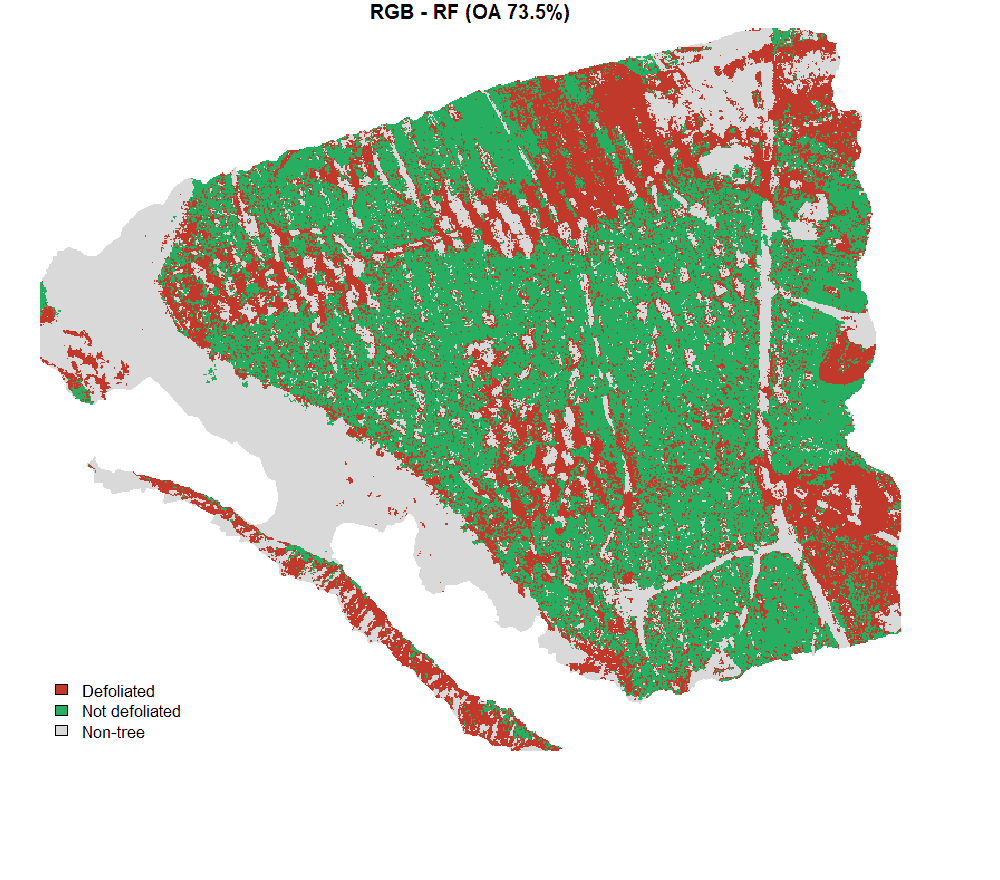 RGB - RF (OA 73.5%)
Defoliated
Not defoliated
Non-tree